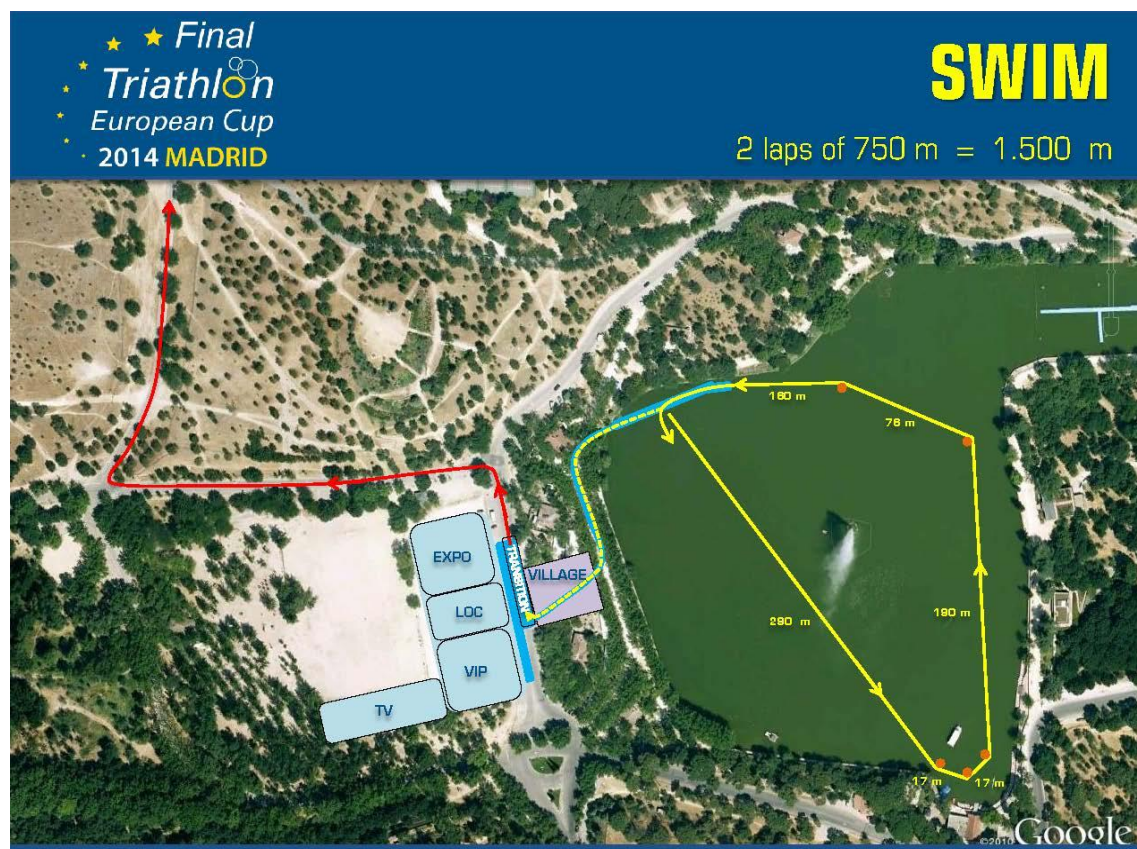 Final
Triathlon
European Cup
2014 MADRID
SWIM
2 laps of 750 m = 1.500 m
160 m
76 m
EXPO
TRANSITION
VILLAGE
LOC
190 m
290 m
VIP
TV
17 m
17 m
©2010 Google